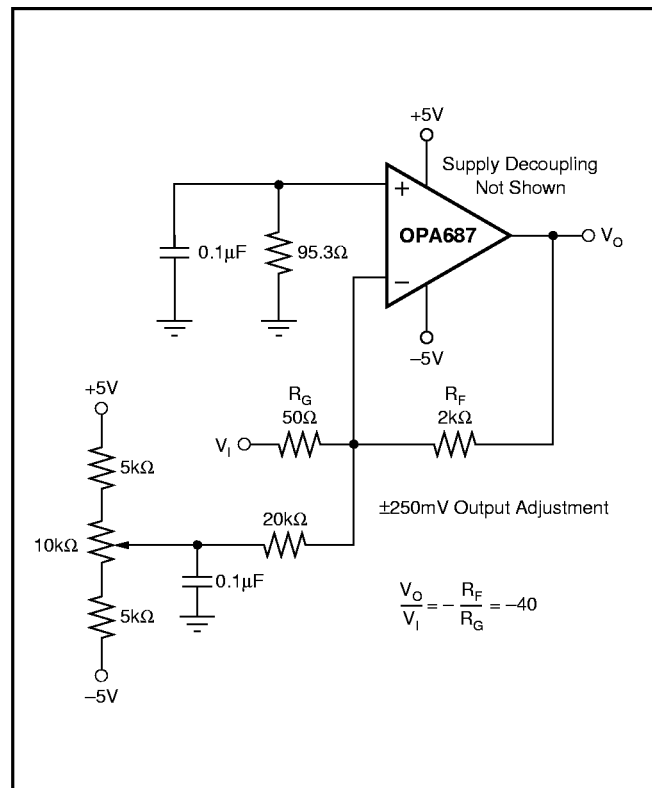 +5V
Supply Decoupling
Not Shown
+
OPA687
−
0.1μF
95.3Ω
V_O
−5V
+5V
R_G
50Ω
R_F
2kΩ
V_I
5kΩ
20kΩ
±250mV Output Adjustment
10kΩ
0.1μF
V_O/V_I = − R_F/R_G = −40
5kΩ
−5V